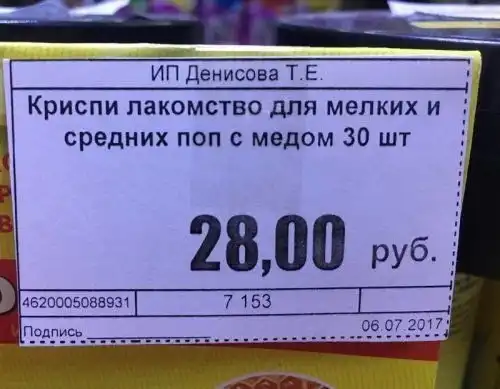 ИП Денисова Т.Е.
Криспи лакомство для мелких и
средних поп с медом 30 шт
28,00 руб.
4620005088931 7 153
Подпись 06.07.2017